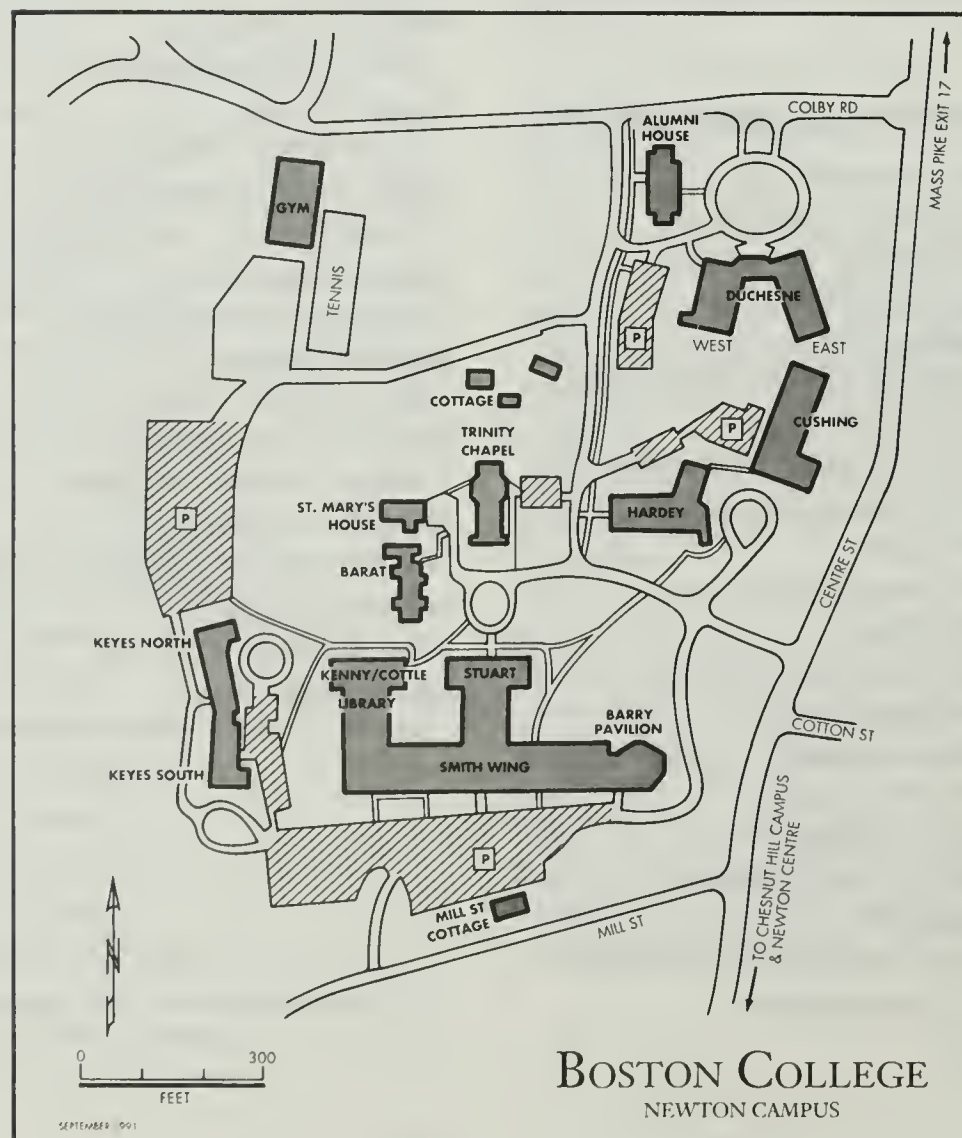 MASS PIKE EXIT 17
COLBY RD
ALUMNI
HOUSE
GYM
TENNIS
DUCHESNE
WEST
EAST
P
COTTAGE
CUSHING
P
TRINITY
CHAPEL
ST. MARY'S
HOUSE
HARDEY
P
BARAT
CENTRE ST
KEYES NORTH
KENNY/COTTLE
LIBRARY
STUART
BARRY
PAVILION
COTTON ST
SMITH WING
KEYES SOUTH
P
MILL ST
COTTAGE
MILL ST
TO CHESNUT HILL CAMPUS
& NEWTON CENTRE
N
0 300
FEET
BOSTON COLLEGE
NEWTON CAMPUS
SEPTEMBER 1991